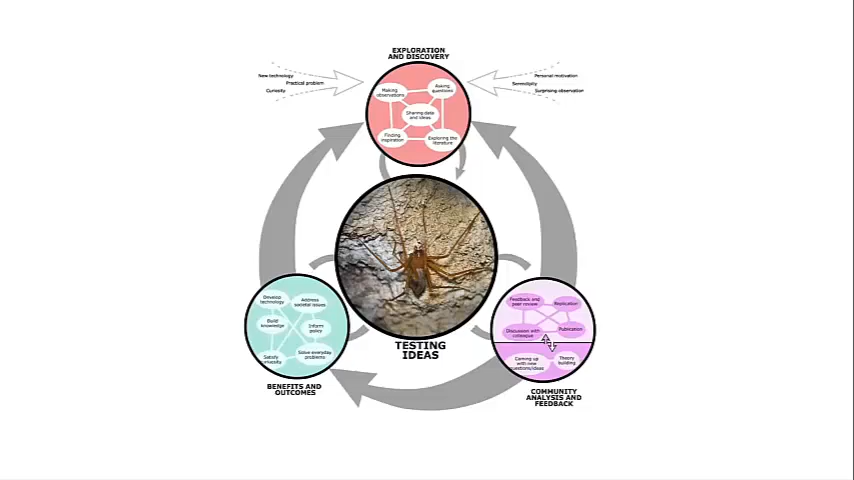 EXPLORATION
AND DISCOVERY
New technology
Practical problem
Curiosity
Personal motivation
Serendipity
Surprising observation
Making
observations
Asking
questions
Sharing data
and ideas
Finding
inspiration
Exploring the
literature
TESTING
IDEAS
Develop
technology
Address
societal issues
Build
knowledge
Inform
policy
Satisfy
curiosity
Solve everyday
problems
BENEFITS AND
OUTCOMES
Feedback and
peer review
Replication
Discussion with
colleague
Publication
Coming up
with new
questions/ideas
Theory
building
COMMUNITY
ANALYSIS AND
FEEDBACK